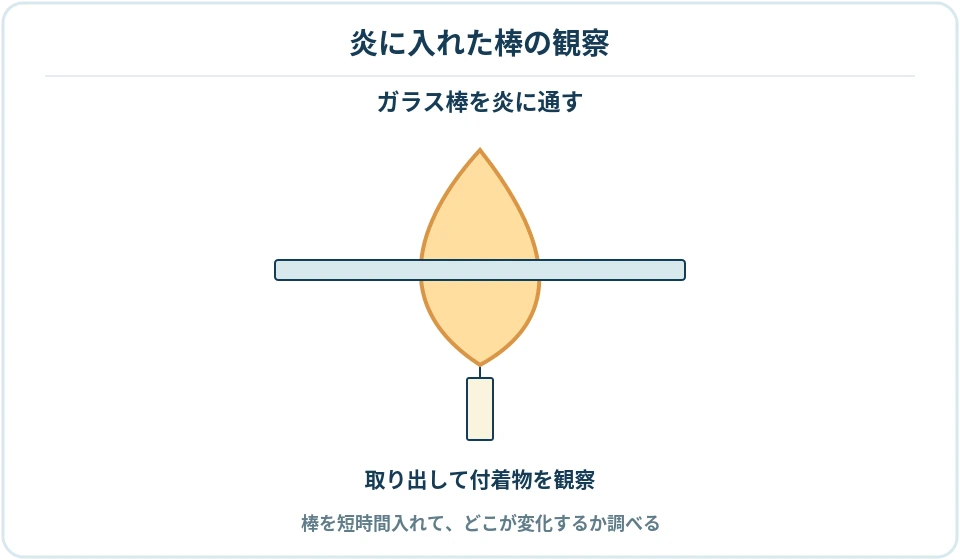 炎に入れた棒の観察
ガラス棒を炎に通す
取り出して付着物を観察
棒を短時間入れて、どこが変化するか調べる